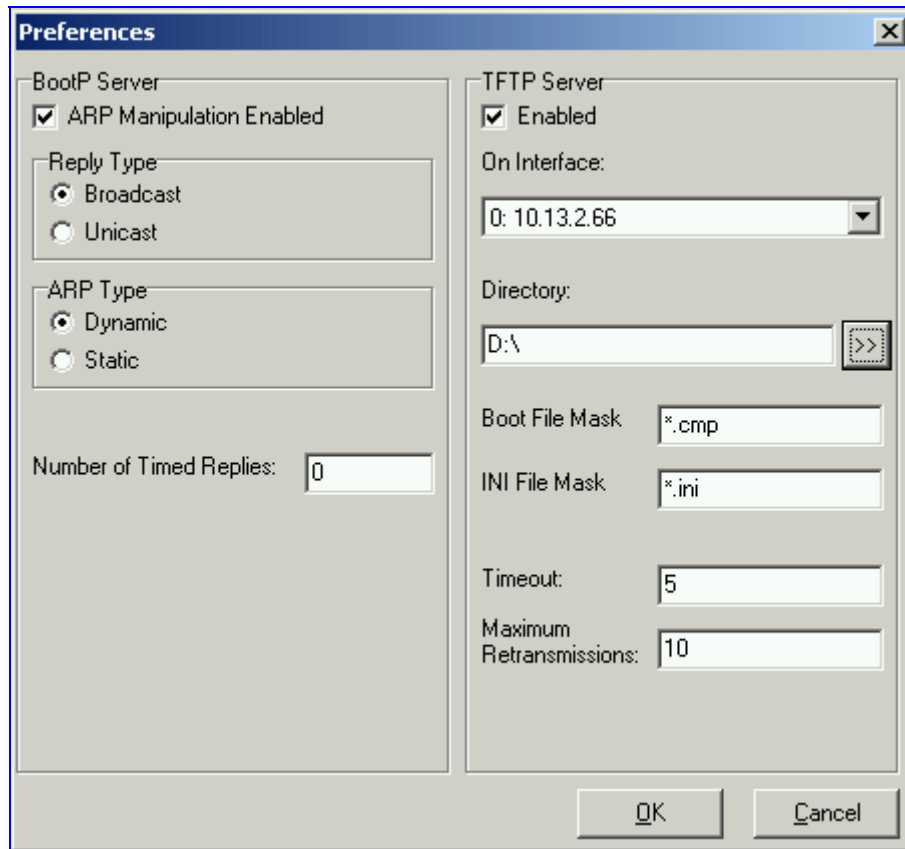 Preferences
BootP Server
ARP Manipulation Enabled
Reply Type
Broadcast
Unicast
ARP Type
Dynamic
Static
Number of Timed Replies: 0
TFTP Server
Enabled
On Interface:
0: 10.13.2.66
Directory:
D:\
>>
Boot File Mask *.cmp
INI File Mask *.ini
Timeout: 5
Maximum
Retransmissions: 10
OK Cancel